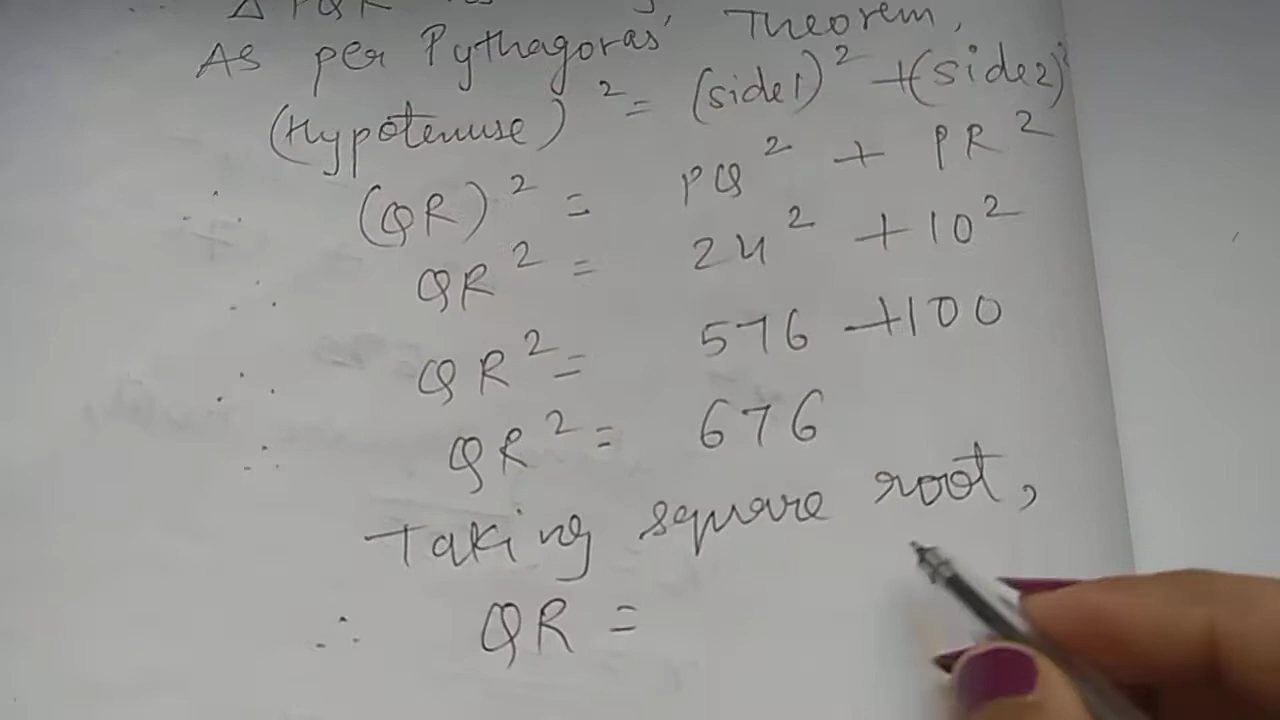 Δ PQR
As per Pythagoras' Theorem,
(Hypotenuse)² = (side1)² + (side2)²
∴ (QR)² = PQ² + PR²
∴ QR² = 24² + 10²
∴ QR² = 576 + 100
∴ QR² = 676
Taking square root,
∴ QR =